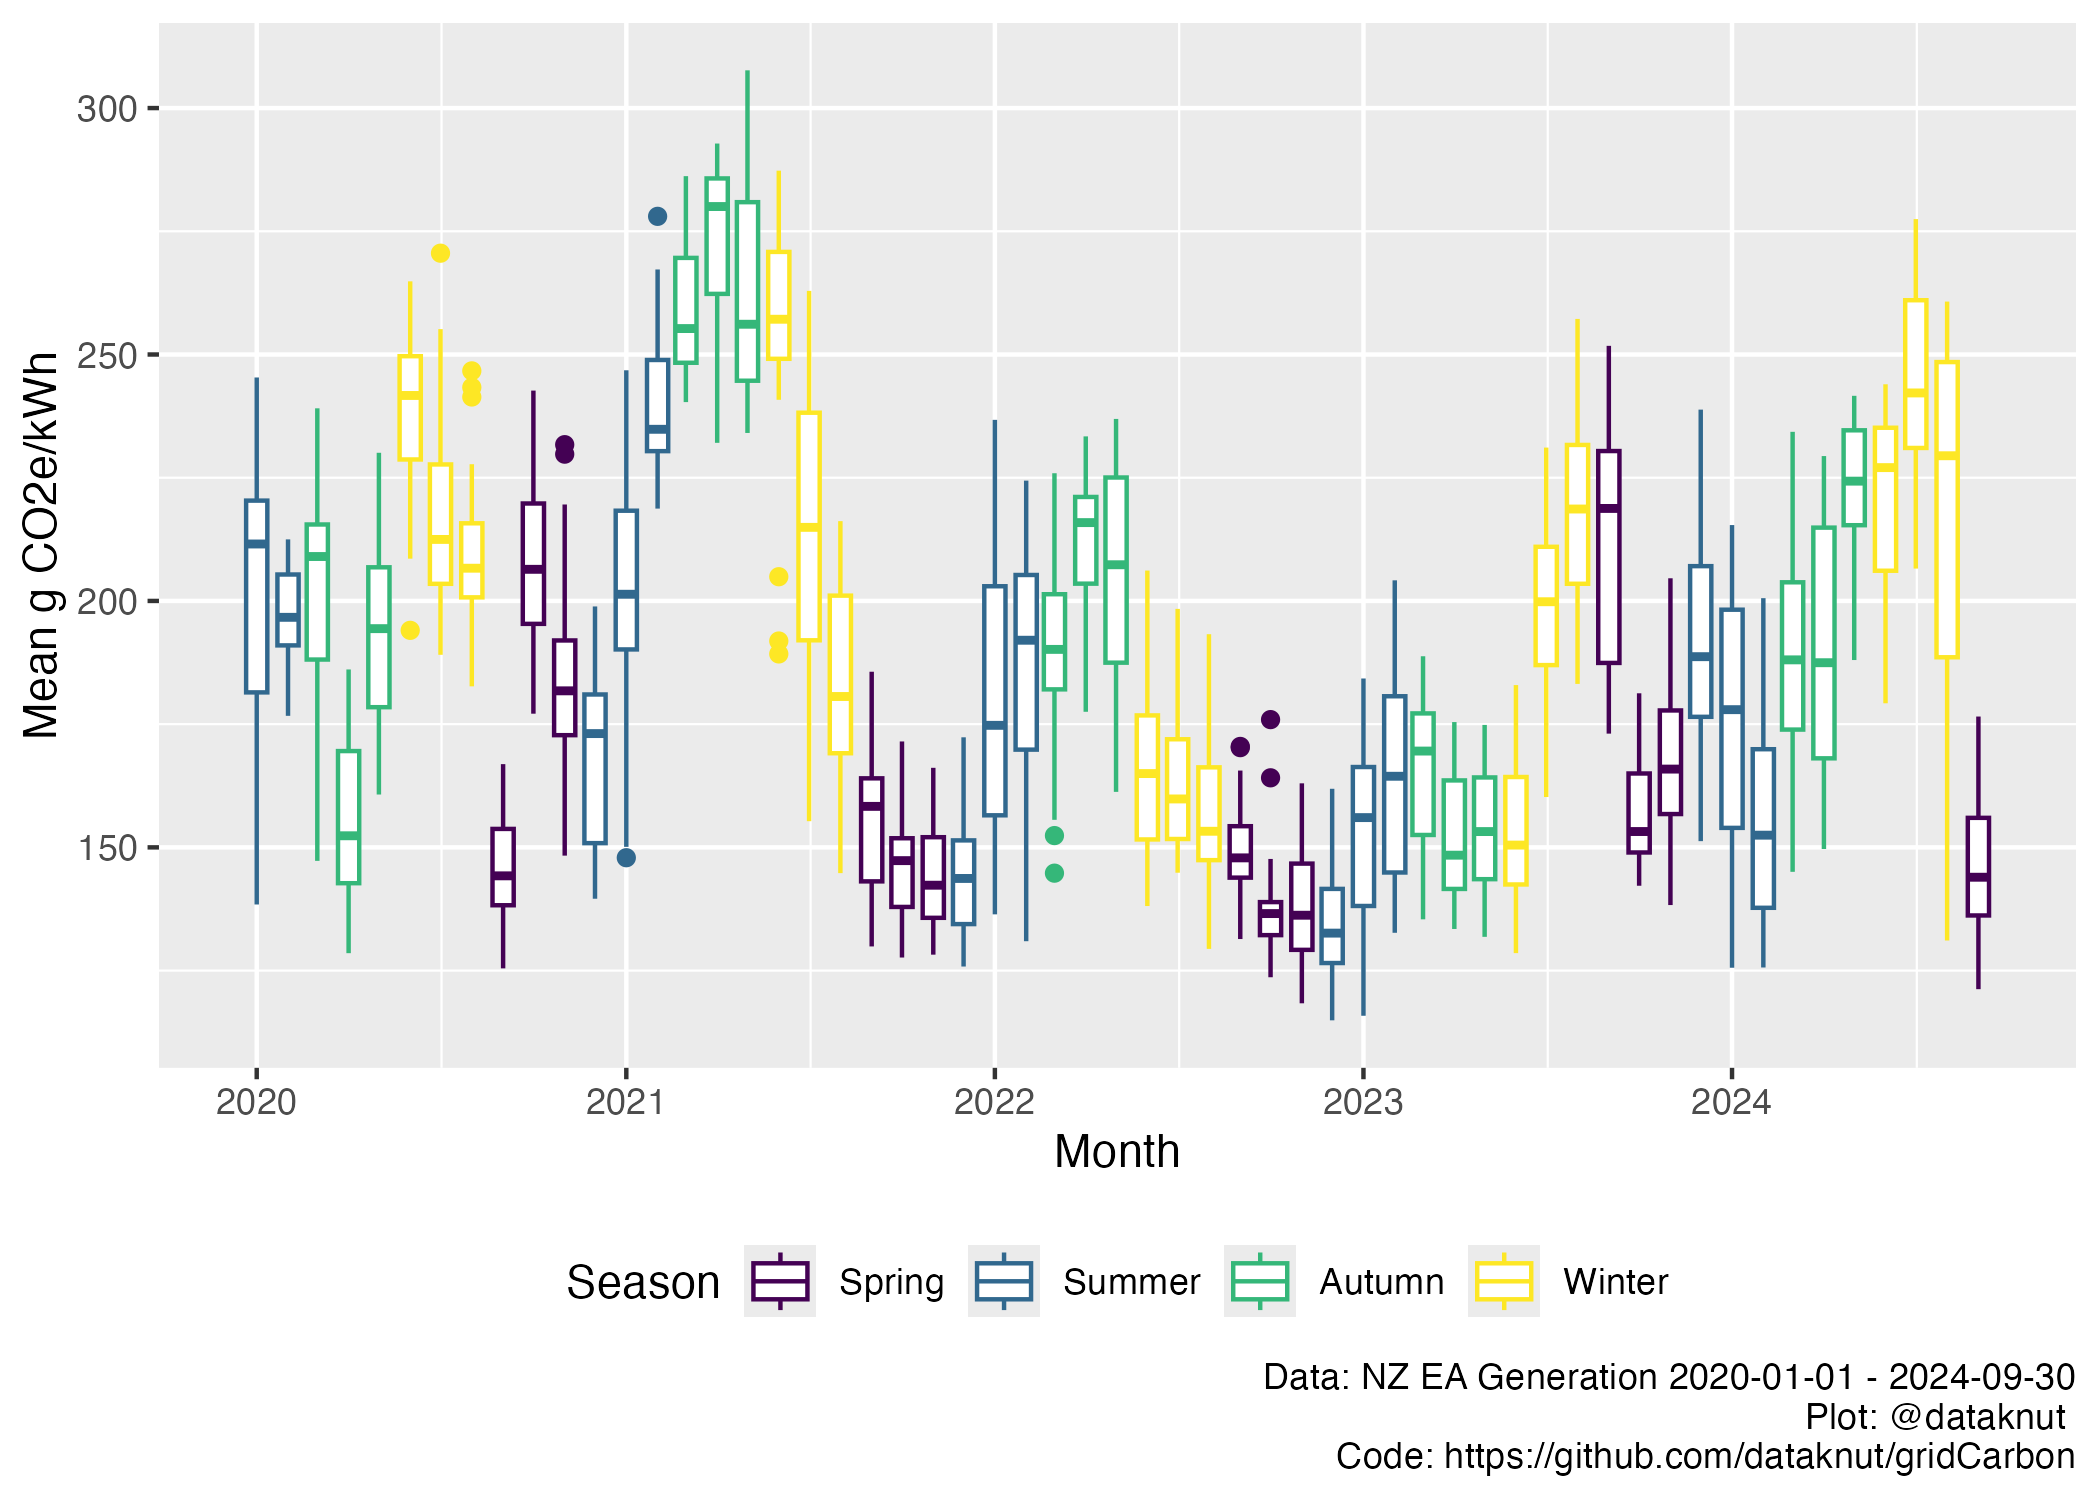 Mean g CO2e/kWh
300
250
200
150
2020 2021 2022 2023 2024
Month
Season Spring Summer Autumn Winter
Data: NZ EA Generation 2020-01-01 - 2024-09-30
Plot: @dataknut
Code: https://github.com/dataknut/gridCarbon